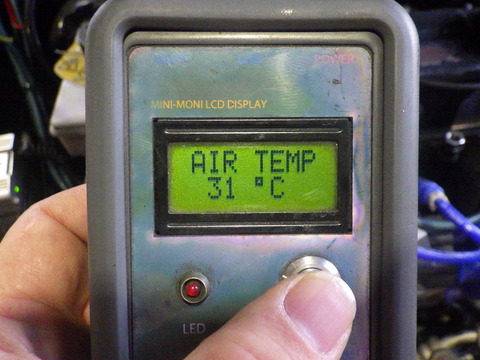 POWER
MINI-MONI LCD DISPLAY
AIR TEMP
31 °C
LED